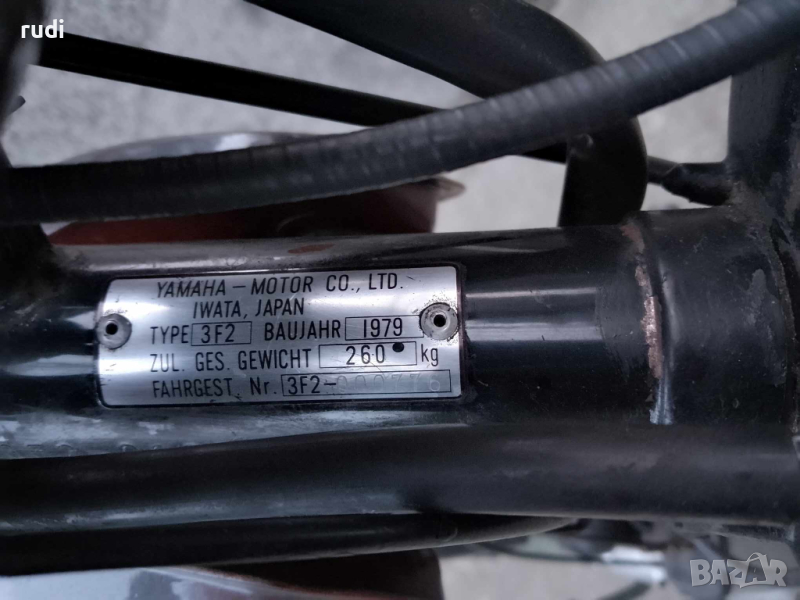 rudi
YAMAHA - MOTOR CO., LTD.
IWATA, JAPAN
TYPE 3F2 BAUJAHR 1979
ZUL. GES. GEWICHT 260 kg
FAHRGEST. Nr. 3F2-
BAZAR